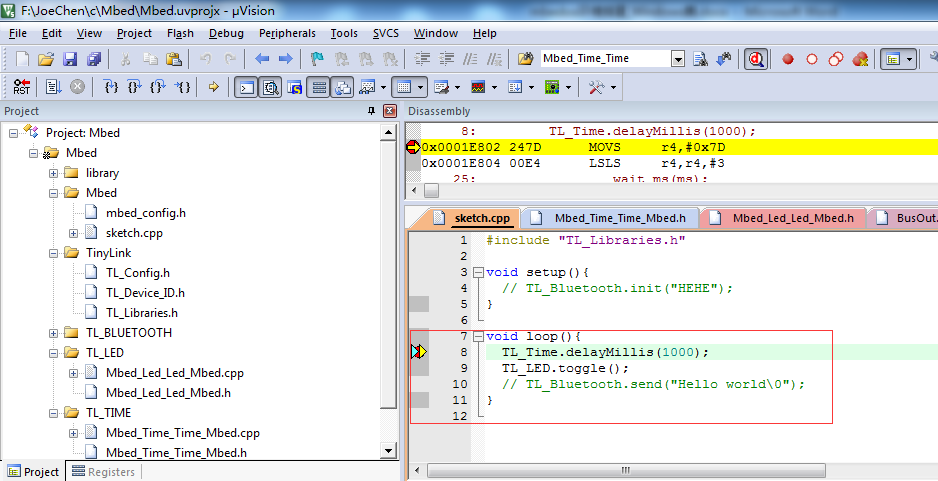 F:\JoeChen\c\Mbed\Mbed.uvprojx - µVision
File Edit View Project Flash Debug Peripherals Tools SVCS Window Help
Mbed_Time_Time
RST
Project
Disassembly
Project: Mbed
Mbed
library
Mbed
mbed_config.h
sketch.cpp
TinyLink
TL_Config.h
TL_Device_ID.h
TL_Libraries.h
TL_BLUETOOTH
TL_LED
Mbed_Led_Led_Mbed.cpp
Mbed_Led_Led_Mbed.h
TL_TIME
Mbed_Time_Time_Mbed.cpp
Mbed_Time_Time_Mbed.h
Project Registers
8: TL_Time.delayMillis(1000);
0x0001E802 247D MOVS r4,#0x7D
0x0001E804 00E4 LSLS r4,r4,#3
25: wait_ms(ms);
sketch.cpp Mbed_Time_Time_Mbed.h Mbed_Led_Led_Mbed.h BusOut.
1 #include "TL_Libraries.h"
2
3 void setup(){
4 // TL_Bluetooth.init("HEHE");
5 }
6
7 void loop(){
8 TL_Time.delayMillis(1000);
9 TL_LED.toggle();
10 // TL_Bluetooth.send("Hello world\0");
11 }
12